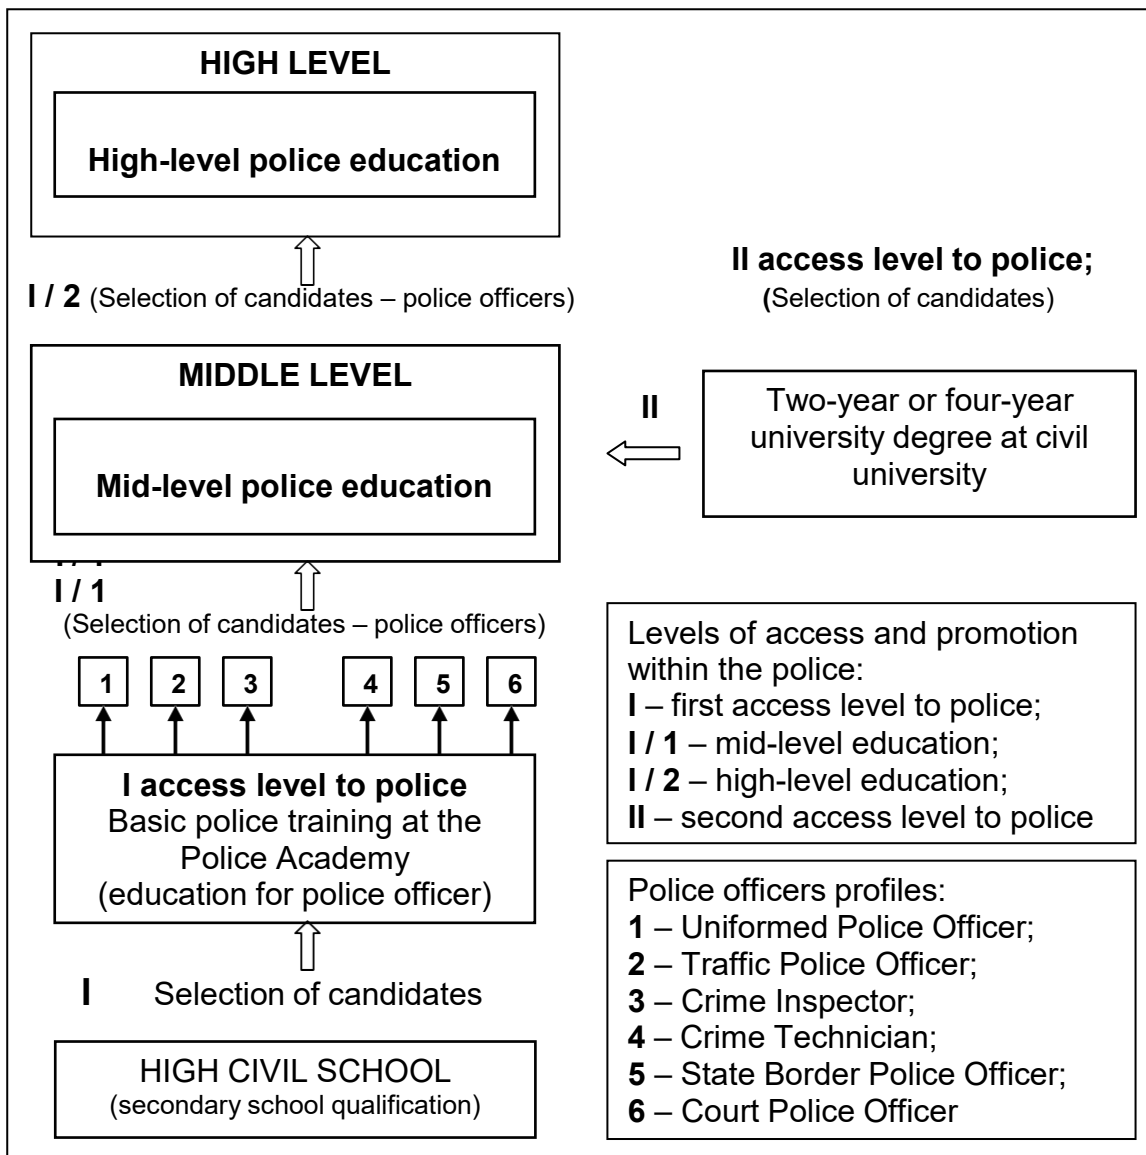 HIGH LEVEL
High-level police education
I / 2 (Selection of candidates – police officers)
II access level to police;
(Selection of candidates)
MIDDLE LEVEL
Mid-level police education
II
Two-year or four-year
university degree at civil
university
I / 1
(Selection of candidates – police officers)
1 2 3 4 5 6
I access level to police
Basic police training at the
Police Academy
(education for police officer)
I Selection of candidates
HIGH CIVIL SCHOOL
(secondary school qualification)
Levels of access and promotion
within the police:
I – first access level to police;
I / 1 – mid-level education;
I / 2 – high-level education;
II – second access level to police
Police officers profiles:
1 – Uniformed Police Officer;
2 – Traffic Police Officer;
3 – Crime Inspector;
4 – Crime Technician;
5 – State Border Police Officer;
6 – Court Police Officer